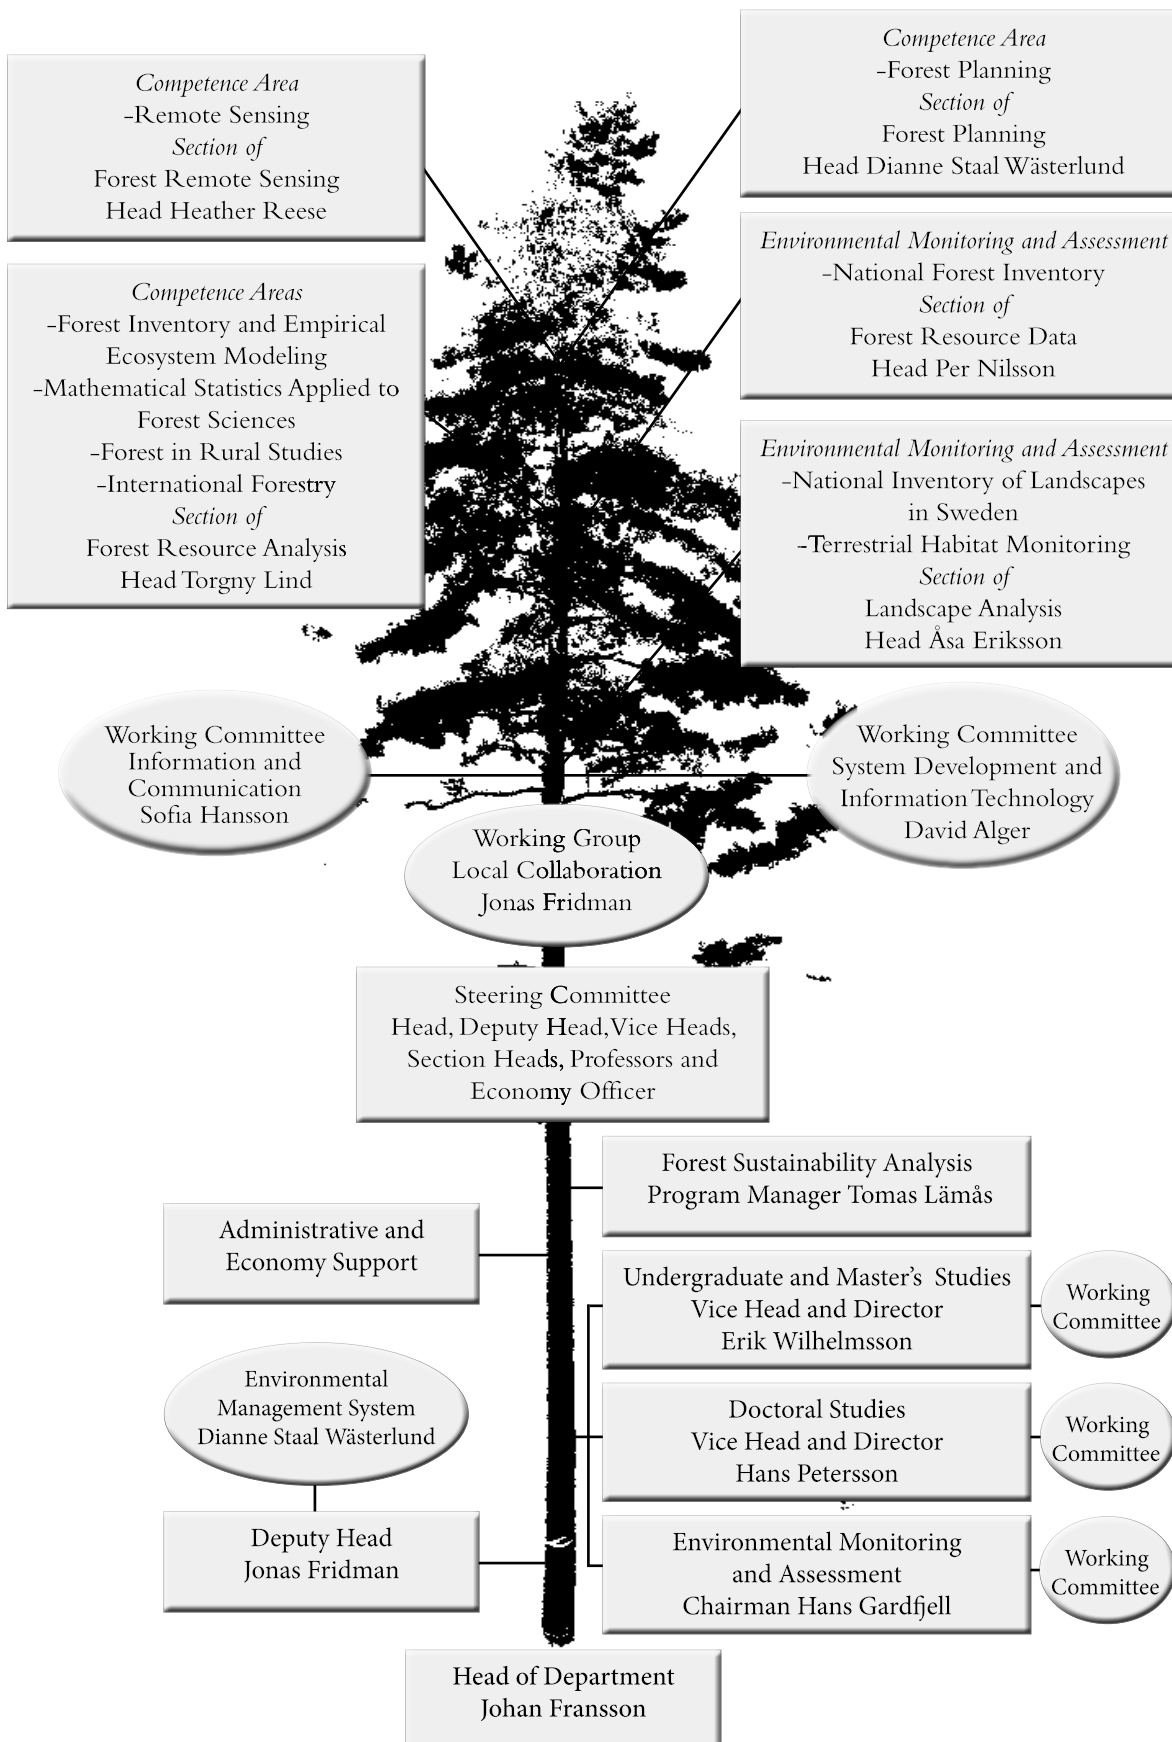 Competence Area
-Remote Sensing
Section of
Forest Remote Sensing
Head Heather Reese
Competence Areas
-Forest Inventory and Empirical
Ecosystem Modeling
-Mathematical Statistics Applied to
Forest Sciences
-Forest in Rural Studies
-International Forestry
Section of
Forest Resource Analysis
Head Torgny Lind
Competence Area
-Forest Planning
Section of
Forest Planning
Head Dianne Staal Wästerlund
Environmental Monitoring and Assessment
-National Forest Inventory
Section of
Forest Resource Data
Head Per Nilsson
Environmental Monitoring and Assessment
-National Inventory of Landscapes
in Sweden
-Terrestrial Habitat Monitoring
Section of
Landscape Analysis
Head Åsa Eriksson
Working Committee
Information and
Communication
Sofia Hansson
Working Committee
System Development and
Information Technology
David Alger
Working Group
Local Collaboration
Jonas Fridman
Steering Committee
Head, Deputy Head, Vice Heads,
Section Heads, Professors and
Economy Officer
Forest Sustainability Analysis
Program Manager Tomas Lämås
Administrative and
Economy Support
Undergraduate and Master's Studies
Vice Head and Director
Erik Wilhelmsson
Working
Committee
Environmental
Management System
Dianne Staal Wästerlund
Doctoral Studies
Vice Head and Director
Hans Petersson
Working
Committee
Deputy Head
Jonas Fridman
Environmental Monitoring
and Assessment
Chairman Hans Gardfjell
Working
Committee
Head of Department
Johan Fransson